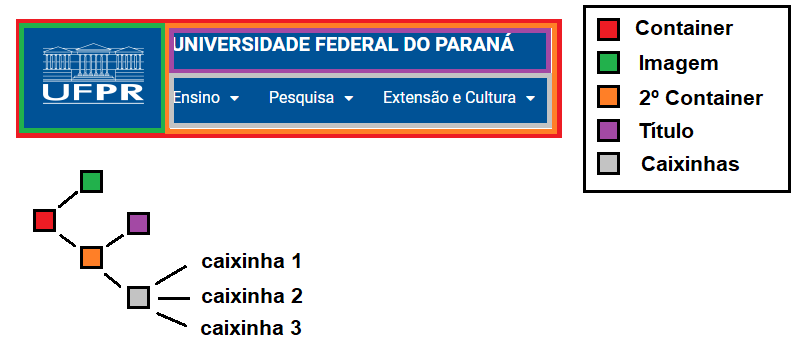 UNIVERSIDADE FEDERAL DO PARANÁ
UFPR
Ensino Pesquisa Extensão e Cultura
Container
Imagem
2º Container
Título
Caixinhas
caixinha 1
caixinha 2
caixinha 3